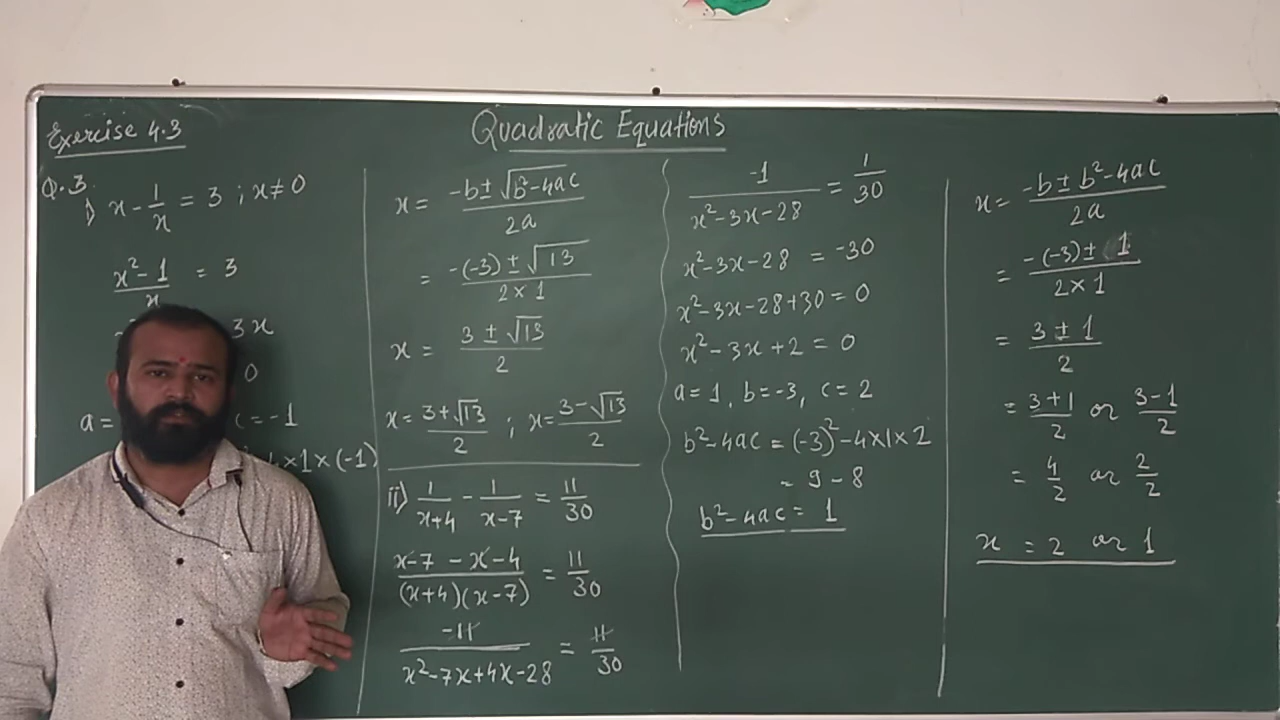 Quadratic Equations
Exercise 4.3
Q.3
i) x - 1/x = 3 ; x ≠ 0
x² - 1 / x = 3
3x
0
a = c = -1
4×1×(-1)
x = -b ± √(b² - 4ac) / 2a
= -(-3) ± √13 / 2×1
x = 3 ± √13 / 2
x = 3 + √13 / 2 ; x = 3 - √13 / 2
ii) 1/(x+4) - 1/(x-7) = 11/30
x - 7 - x - 4 / (x+4)(x-7) = 11/30
-11 / x² - 7x + 4x - 28 = 11/30
-1 / x² - 3x - 28 = 1/30
x² - 3x - 28 = -30
x² - 3x - 28 + 30 = 0
x² - 3x + 2 = 0
a = 1, b = -3, c = 2
b² - 4ac = (-3)² - 4×1×2
= 9 - 8
b² - 4ac = 1
x = -b ± b² - 4ac / 2a
= -(-3) ± 1 / 2×1
= 3 ± 1 / 2
= 3+1/2 or 3-1/2
= 4/2 or 2/2
x = 2 or 1